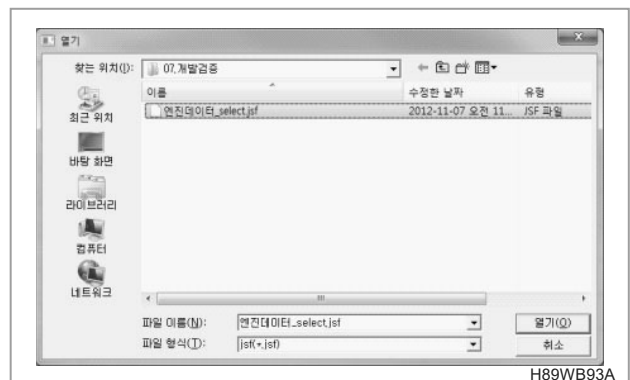 열기
찾는 위치(I): 07.개발검증
이름 수정한 날짜 유형
엔진데이터_select.jsf 2012-11-07 오전 11... JSF 파일
최근 위치
바탕 화면
라이브러리
컴퓨터
네트워크
파일 이름(N): 엔진데이터_select.jsf 열기(O)
파일 형식(T): jsf(*.jsf) 취소
H89WB93A